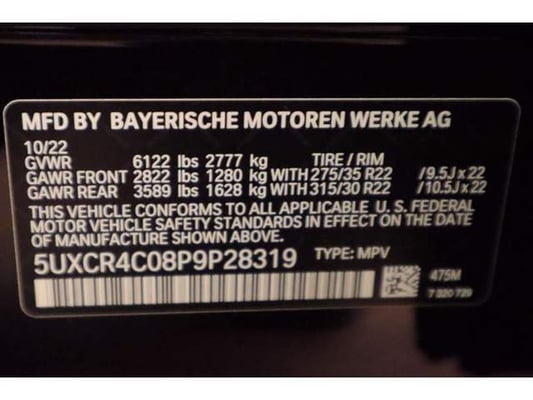 MFD BY BAYERISCHE MOTOREN WERKE AG
10/22
GVWR 6122 lbs 2777 kg TIRE / RIM
GAWR FRONT 2822 lbs 1280 kg WITH 275/35 R22 / 9.5J x 22
GAWR REAR 3589 lbs 1628 kg WITH 315/30 R22 / 10.5J x 22
THIS VEHICLE CONFORMS TO ALL APPLICABLE U. S. FEDERAL
MOTOR VEHICLE SAFETY STANDARDS IN EFFECT ON THE DATE
OF MANUFACTURE SHOWN ABOVE.
5UXCR4C08P9P28319 TYPE: MPV
475M
7 320 729